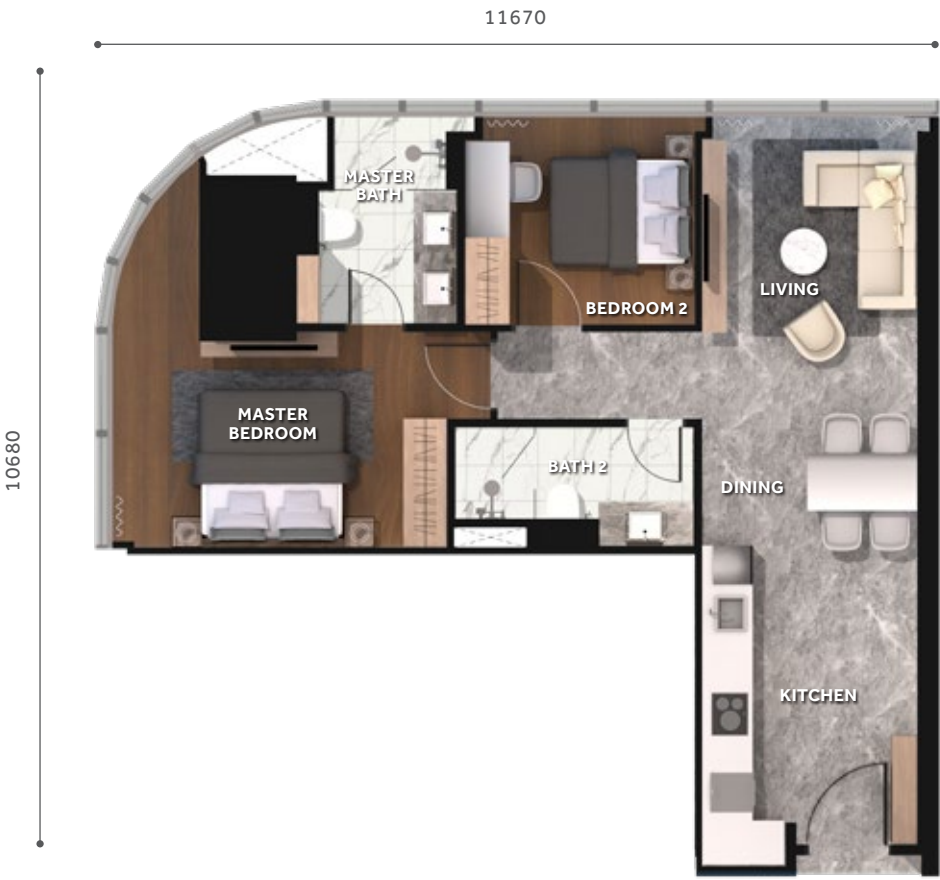 11670
10680
MASTER
BATH
BEDROOM 2
LIVING
MASTER
BEDROOM
BATH 2
DINING
KITCHEN